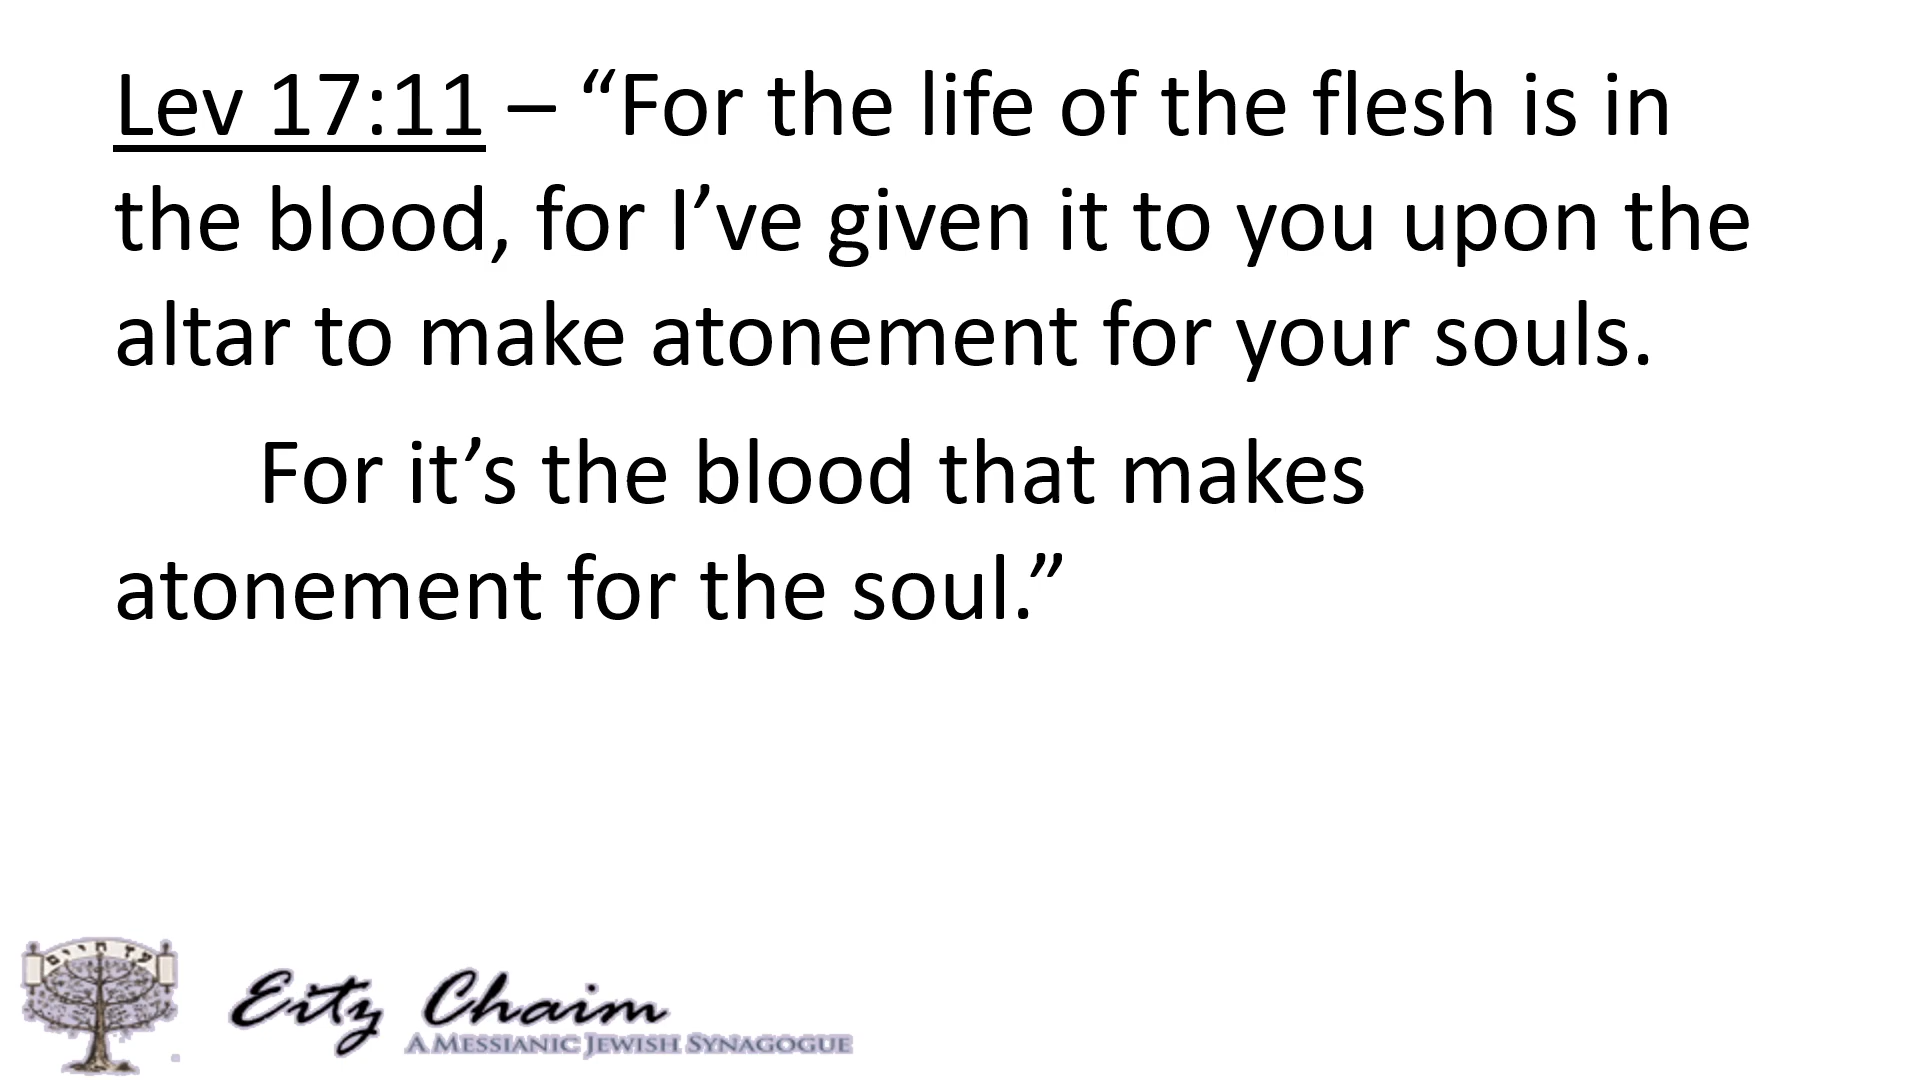 Lev 17:11 – “For the life of the flesh is in
the blood, for I’ve given it to you upon the
altar to make atonement for your souls.
For it’s the blood that makes
atonement for the soul.”
עץ חיים
Eitz Chaim
A MESSIANIC JEWISH SYNAGOGUE